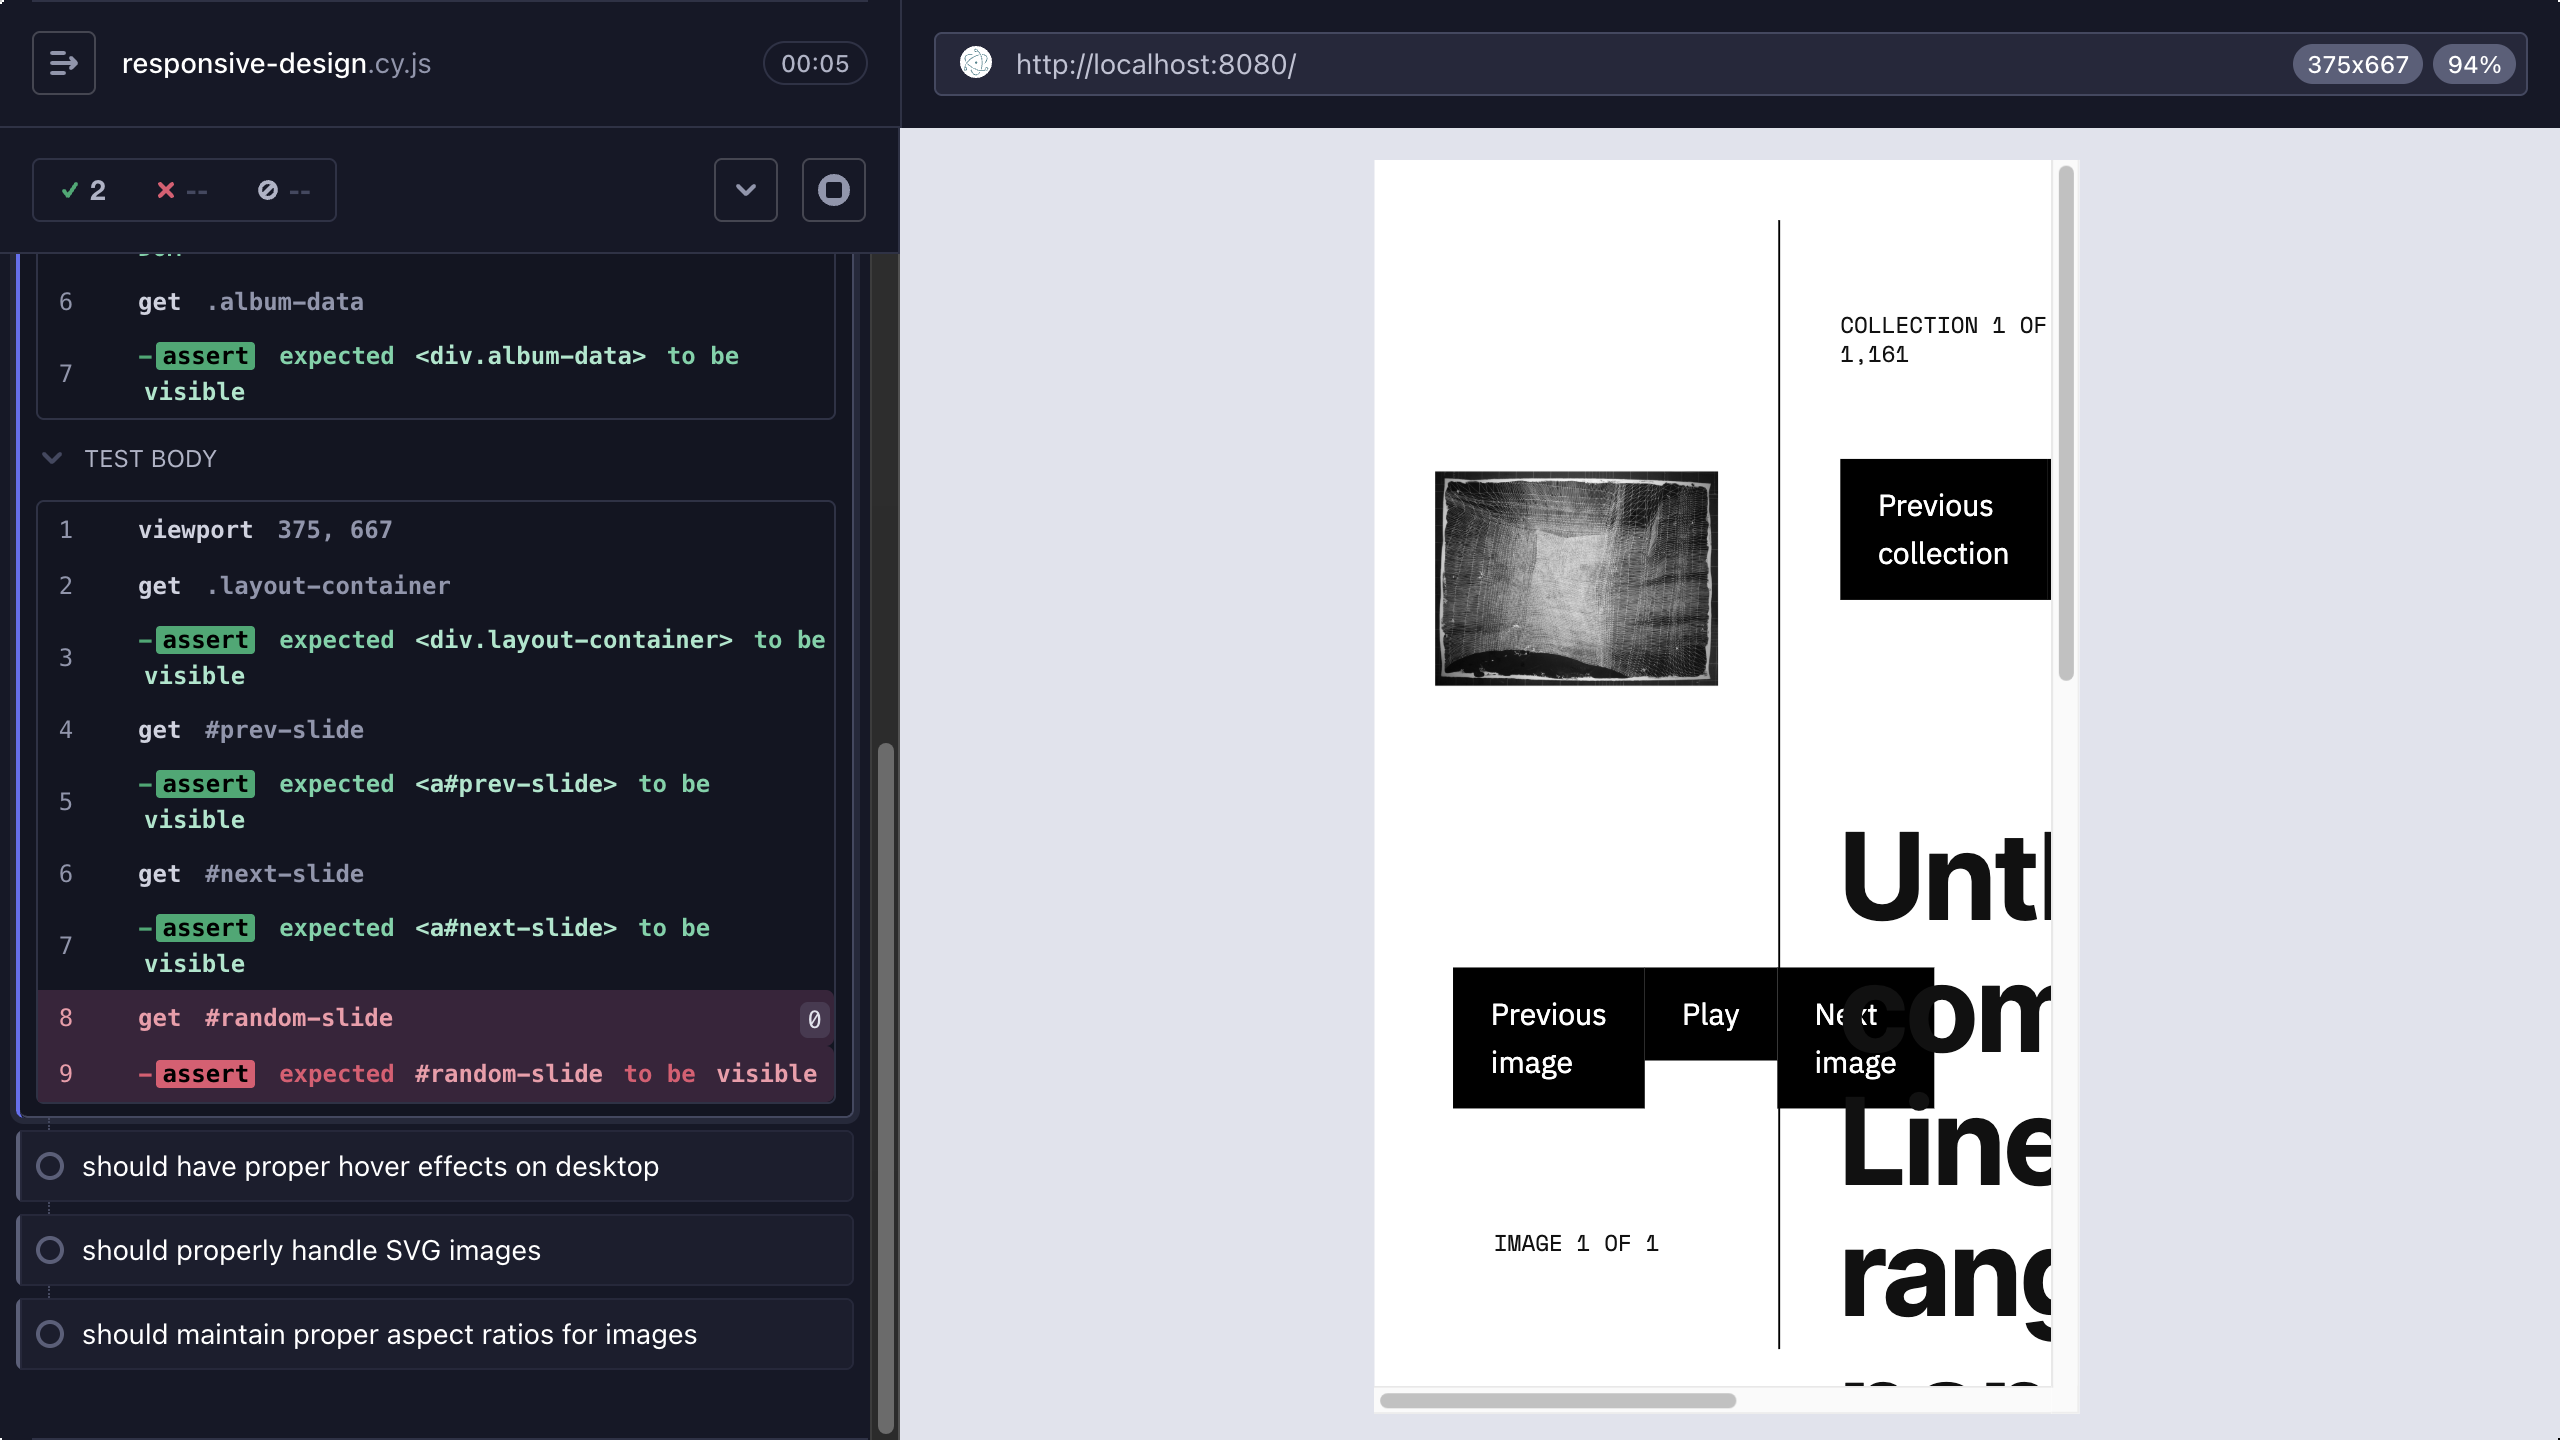 responsive-design.cy.js
00:05
2
--
--
6 get .album-data
7 -assert expected <div.album-data> to be
visible
TEST BODY
1 viewport 375, 667
2 get .layout-container
3 -assert expected <div.layout-container> to be
visible
4 get #prev-slide
5 -assert expected <a#prev-slide> to be
visible
6 get #next-slide
7 -assert expected <a#next-slide> to be
visible
8 get #random-slide 0
9 -assert expected #random-slide to be visible
should have proper hover effects on desktop
should properly handle SVG images
should maintain proper aspect ratios for images
http://localhost:8080/
375x667
94%
COLLECTION 1 OF
1,161
Previous
collection
Previous
image
Play
Next
image
IMAGE 1 OF 1
Unt
com
Line
rang